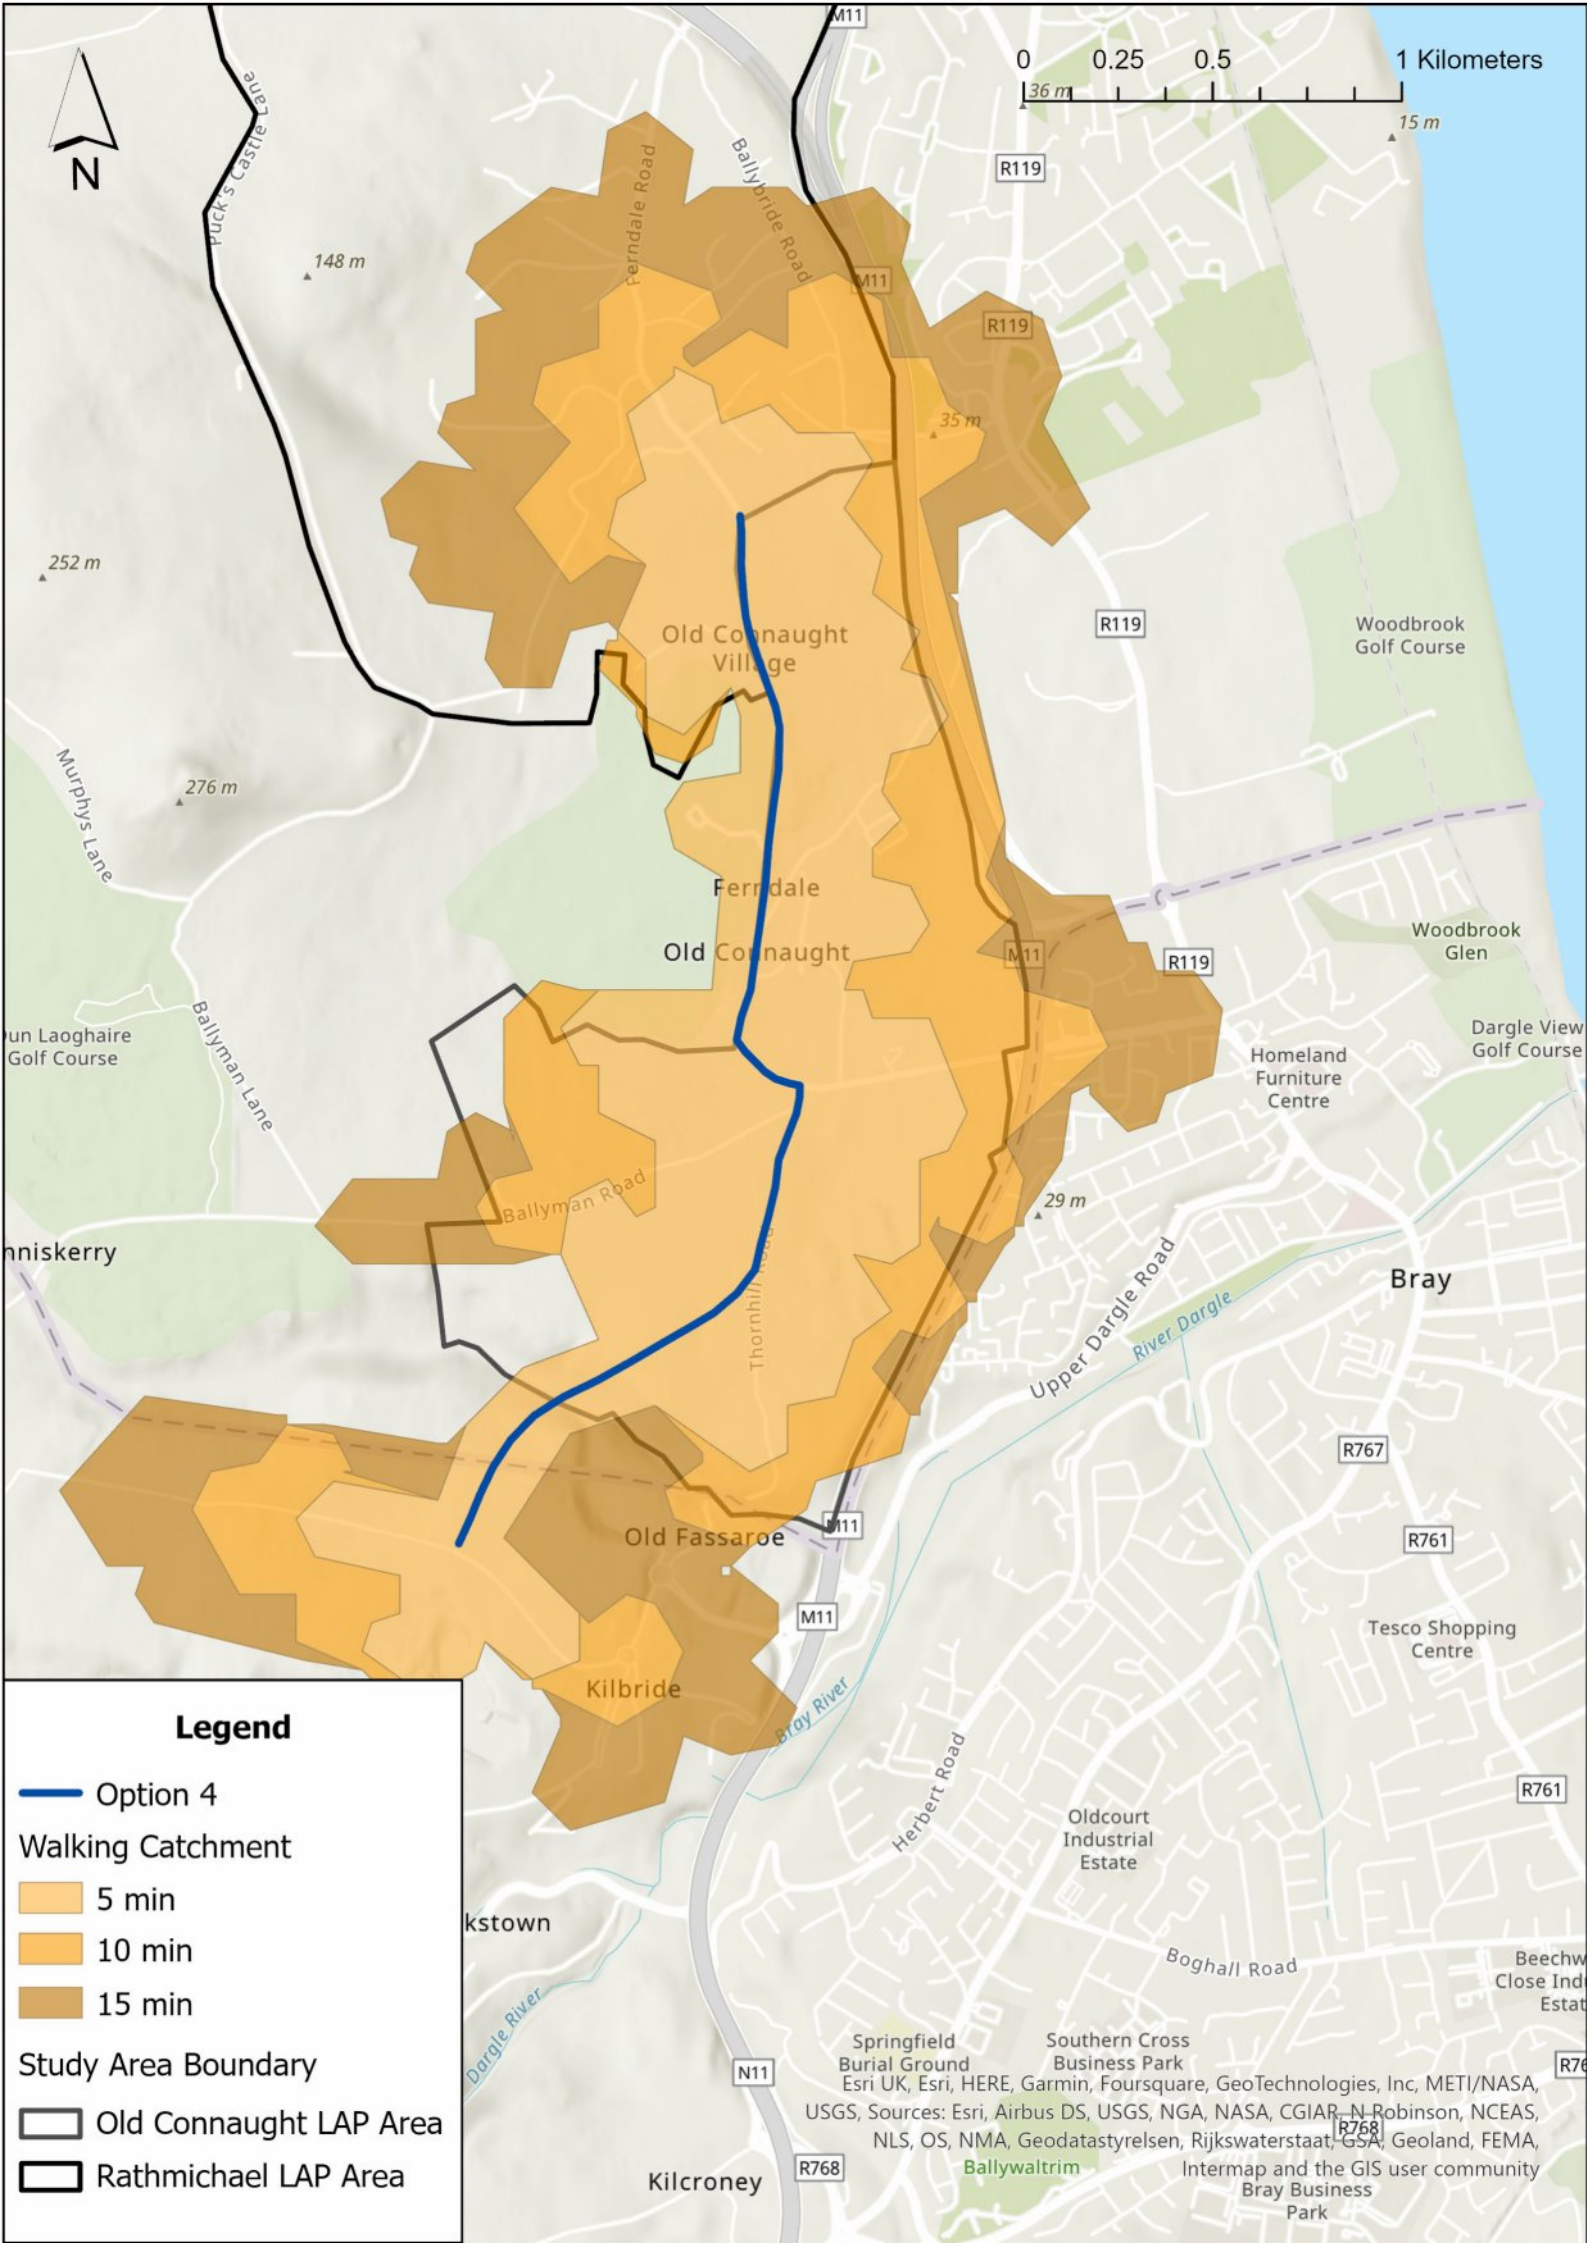 M11
0 0.25 0.5 1 Kilometers
36 m
15 m
N
Puck's Castle Lane
Ferndale Road
Ballybride Road
R119
148 m
M11
R119
35 m
252 m
Old Connaught
Village
R119
Woodbrook
Golf Course
Murphys Lane
276 m
Ferndale
Old Connaught
M11
R119
Woodbrook
Glen
Ballyman Lane
un Laoghaire
Golf Course
Dargle View
Golf Course
Homeland
Furniture
Centre
Ballyman Road
29 m
nniskerry
Thornhill Road
Upper Dargle Road
River Dargle
Bray
R767
Old Fassaroe
M11
R761
M11
Tesco Shopping
Centre
Kilbride
Bray River
Herbert Road
R761
Oldcourt
Industrial
Estate
Legend
Option 4
Walking Catchment
5 min
10 min
15 min
Study Area Boundary
Old Connaught LAP Area
Rathmichael LAP Area
kstown
Dargle River
Boghall Road
Beechw
Close Ind
Estat
Springfield
Burial Ground
Southern Cross
Business Park
N11
R76
Esri UK, Esri, HERE, Garmin, Foursquare, GeoTechnologies, Inc, METI/NASA,
USGS, Sources: Esri, Airbus DS, USGS, NGA, NASA, CGIAR, N Robinson, NCEAS,
NLS, OS, NMA, Geodatastyrelsen, Rijkswaterstaat, GSA, Geoland, FEMA,
Intermap and the GIS user community
R768
Kilcroney
R768
Ballywaltrim
Bray Business
Park